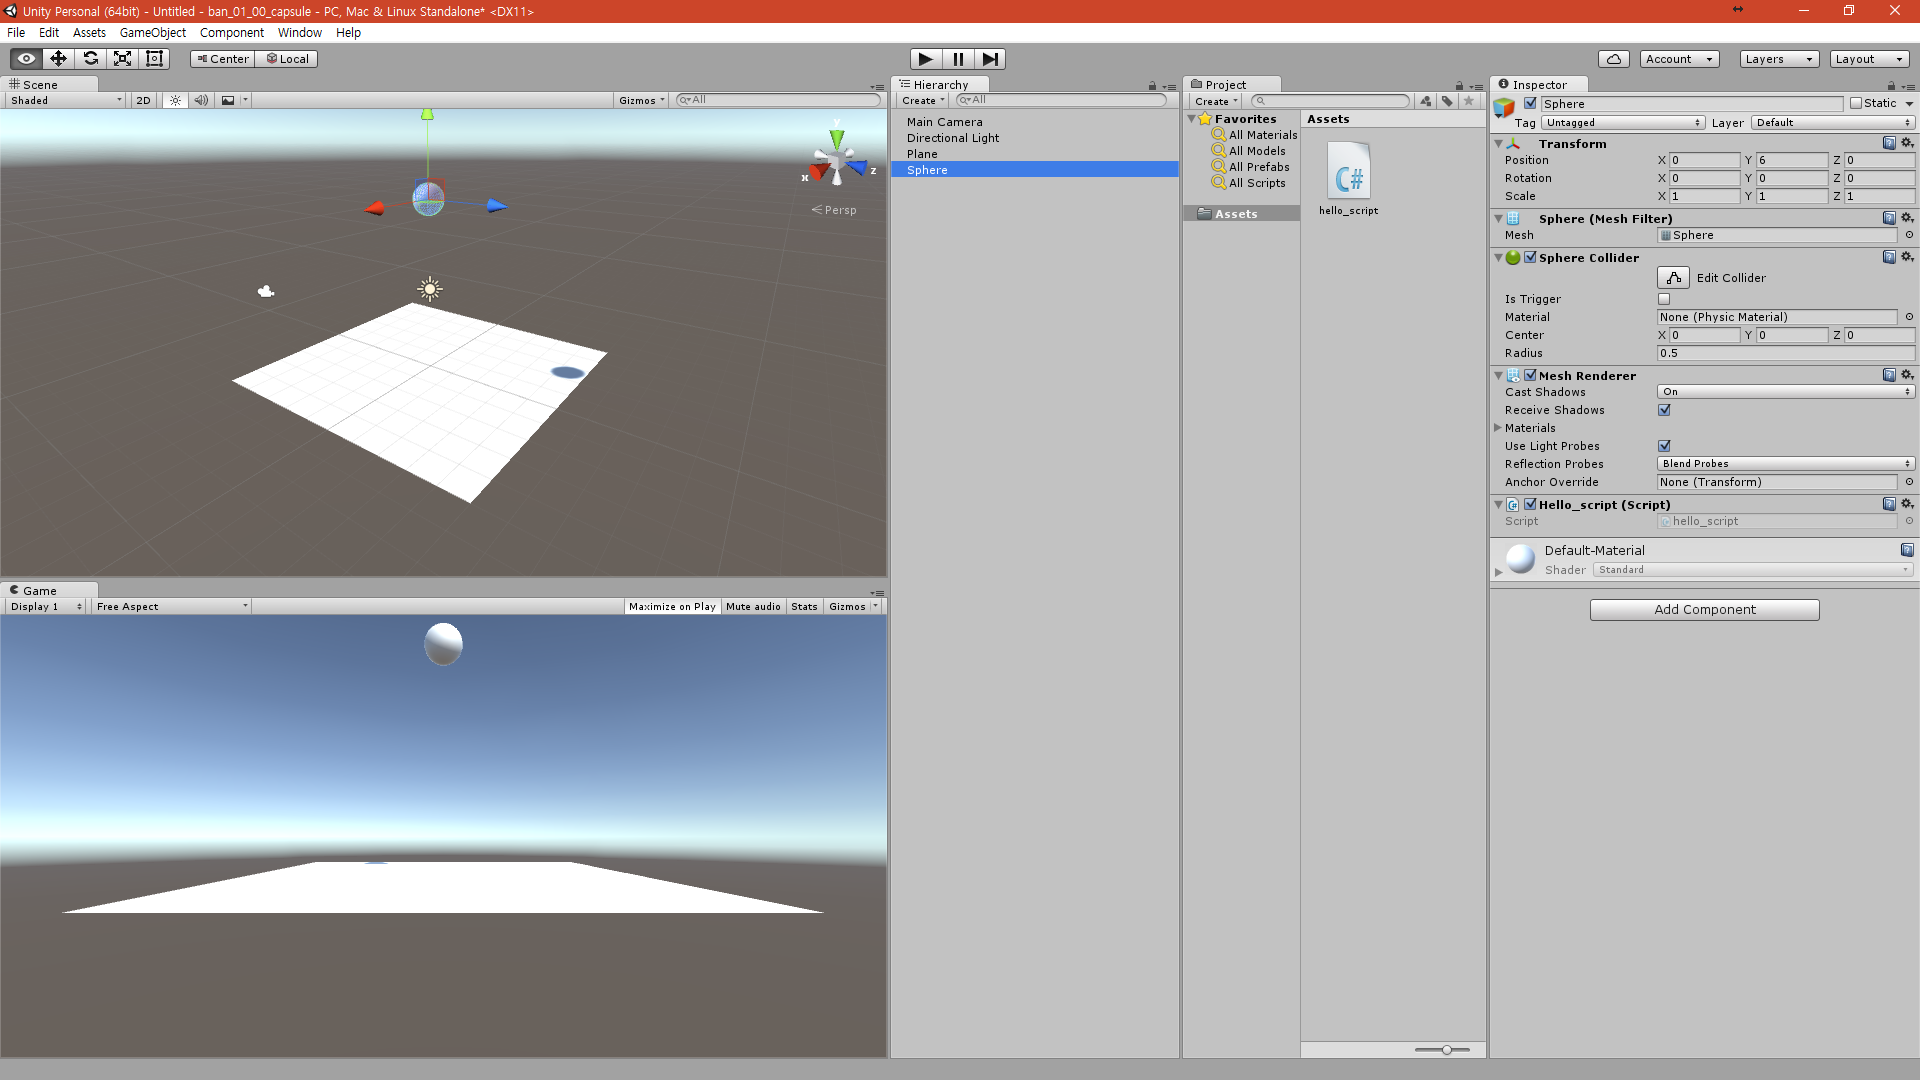 Unity Personal (64bit) - Untitled - ban_01_00_capsule - PC, Mac & Linux Standalone* <DX11>
File Edit Assets GameObject Component Window Help
Center Local Account Layers Layout
Scene
Shaded 2D Gizmos All
y
x z
Persp
Game
Display 1 Free Aspect Maximize on Play Mute audio Stats Gizmos
Hierarchy
Create All
Main Camera
Directional Light
Plane
Sphere
Project
Create
Favorites
All Materials
All Models
All Prefabs
All Scripts
Assets
Assets
C#
hello_script
Inspector
Sphere Static
Tag Untagged Layer Default
Transform
Position X 0 Y 6 Z 0
Rotation X 0 Y 0 Z 0
Scale X 1 Y 1 Z 1
Sphere (Mesh Filter)
Mesh Sphere
Sphere Collider
Edit Collider
Is Trigger
Material None (Physic Material)
Center X 0 Y 0 Z 0
Radius 0.5
Mesh Renderer
Cast Shadows On
Receive Shadows
Materials
Use Light Probes
Reflection Probes Blend Probes
Anchor Override None (Transform)
Hello_script (Script)
Script hello_script
Default-Material
Shader Standard
Add Component